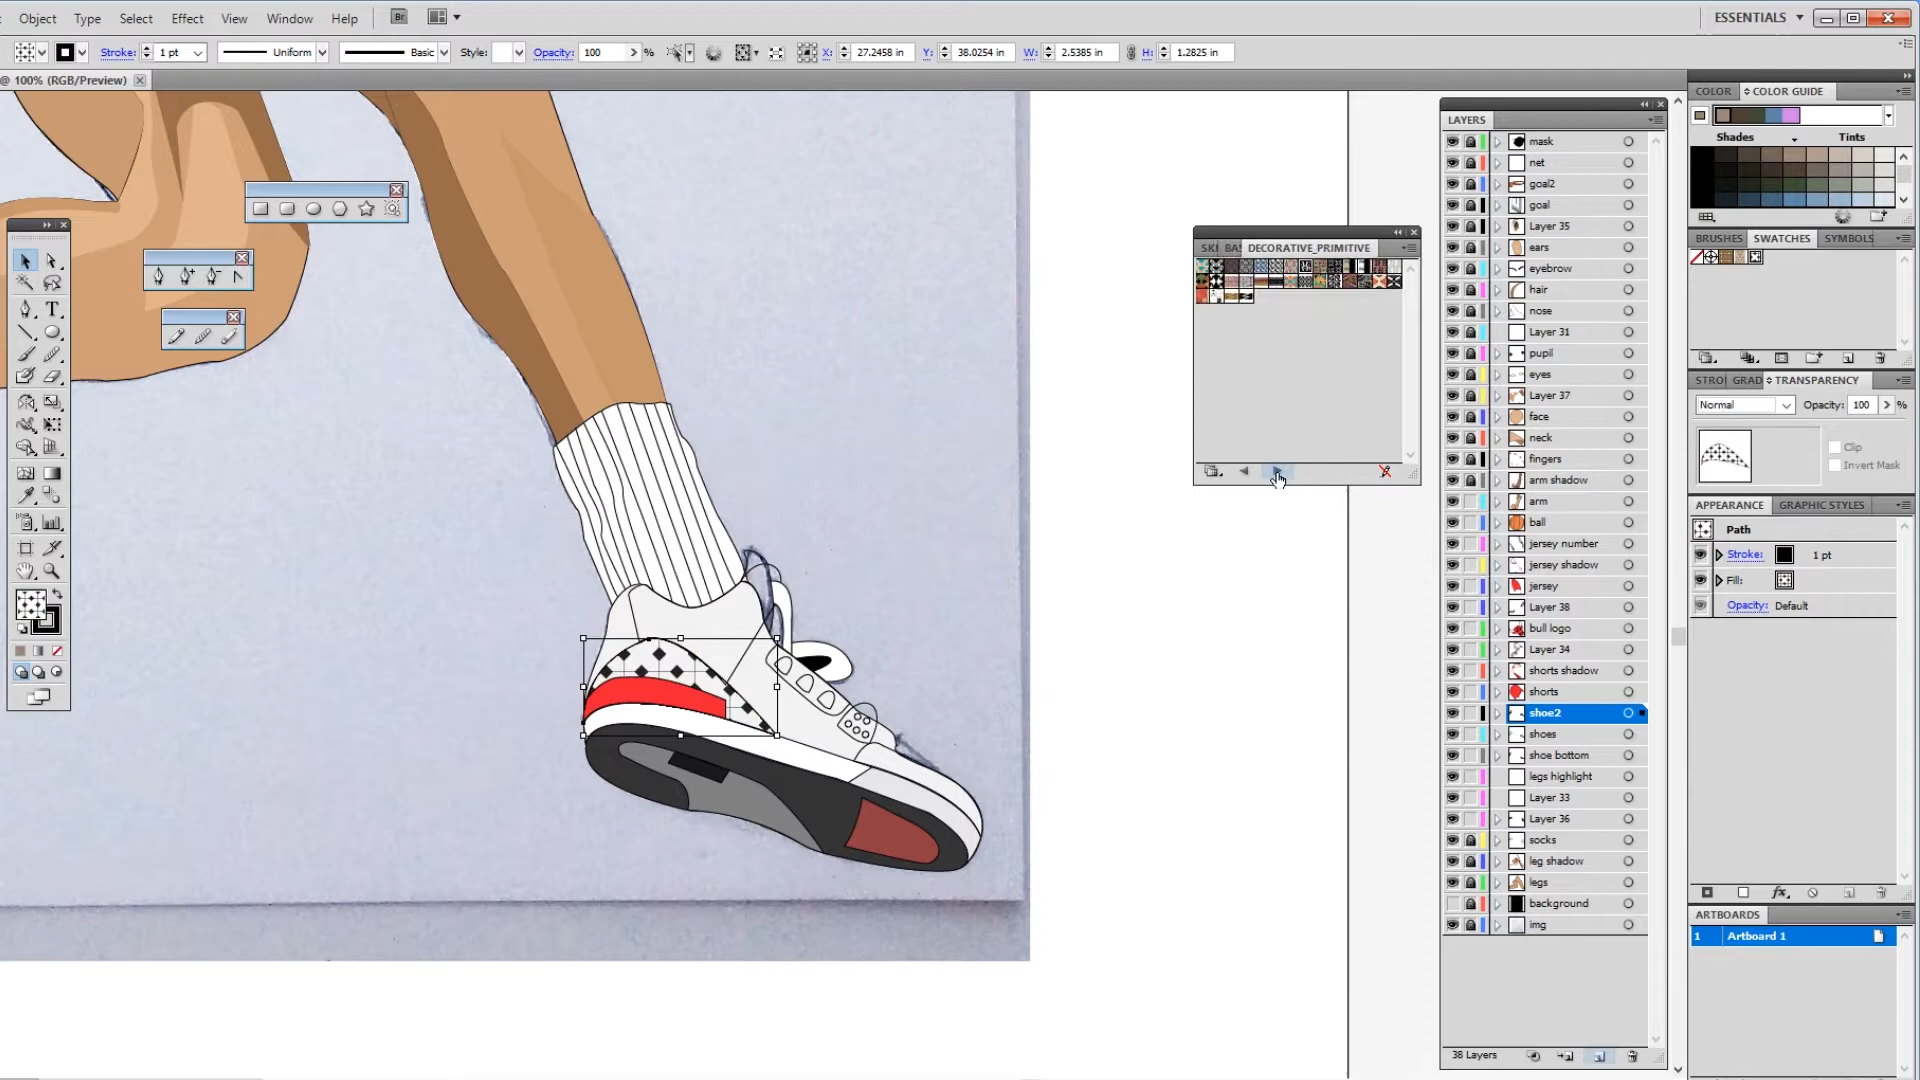 Object Type Select Effect View Window Help Br ESSENTIALS
Stroke: 1 pt Uniform Basic Style: Opacity: 100 % X: 27.2458 in Y: 38.0254 in W: 2.5385 in H: 1.2825 in
@ 100% (RGB/Preview)
COLOR COLOR GUIDE
Shades Tints
BRUSHES SWATCHES SYMBOLS
STRO GRAD TRANSPARENCY
Normal Opacity: 100 %
Clip
Invert Mask
APPEARANCE GRAPHIC STYLES
Path
Stroke: 1 pt
Fill:
Opacity: Default
ARTBOARDS
1 Artboard 1
DECORATIVE_PRIMITIVE
LAYERS
mask
net
goal2
goal
Layer 35
ears
eyebrow
hair
nose
Layer 31
pupil
eyes
Layer 37
face
neck
fingers
arm shadow
arm
ball
jersey number
jersey shadow
jersey
Layer 38
bull logo
Layer 34
shorts shadow
shorts
shoe2
shoes
shoe bottom
legs highlight
Layer 33
Layer 36
socks
leg shadow
legs
background
img
38 Layers